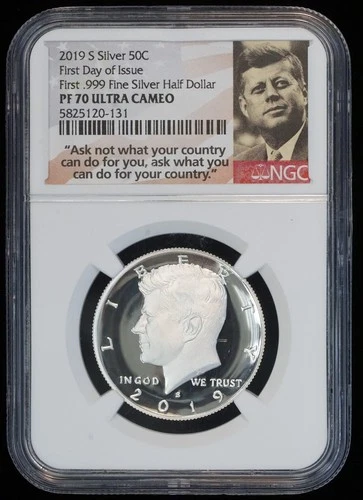 2019 S Silver 50C
First Day of Issue
First .999 Fine Silver Half Dollar
PF 70 ULTRA CAMEO
5825120-131
"Ask not what your country
can do for you, ask what you
can do for your country."
NGC
LIBERTY
IN GOD WE TRUST
S
2019